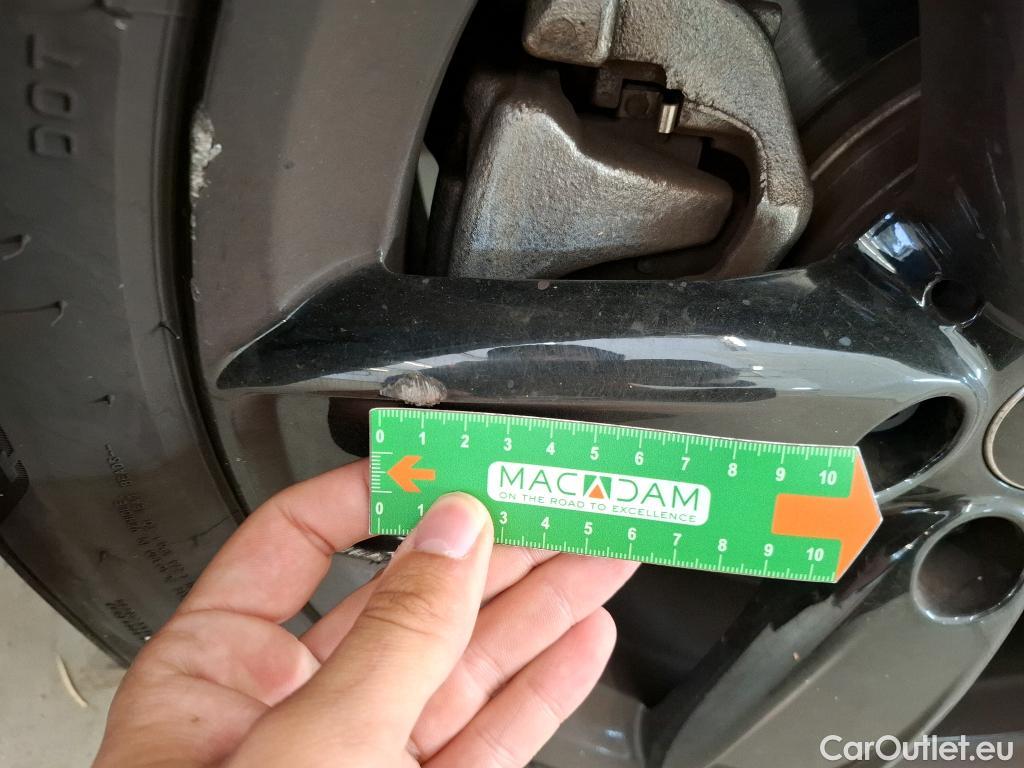 DOT
0 1 2 3 4 5 6 7 8 9 10
MACADAM
ON THE ROAD TO EXCELLENCE
0 1 3 4 5 6 7 8 9 10
CarOutlet.eu